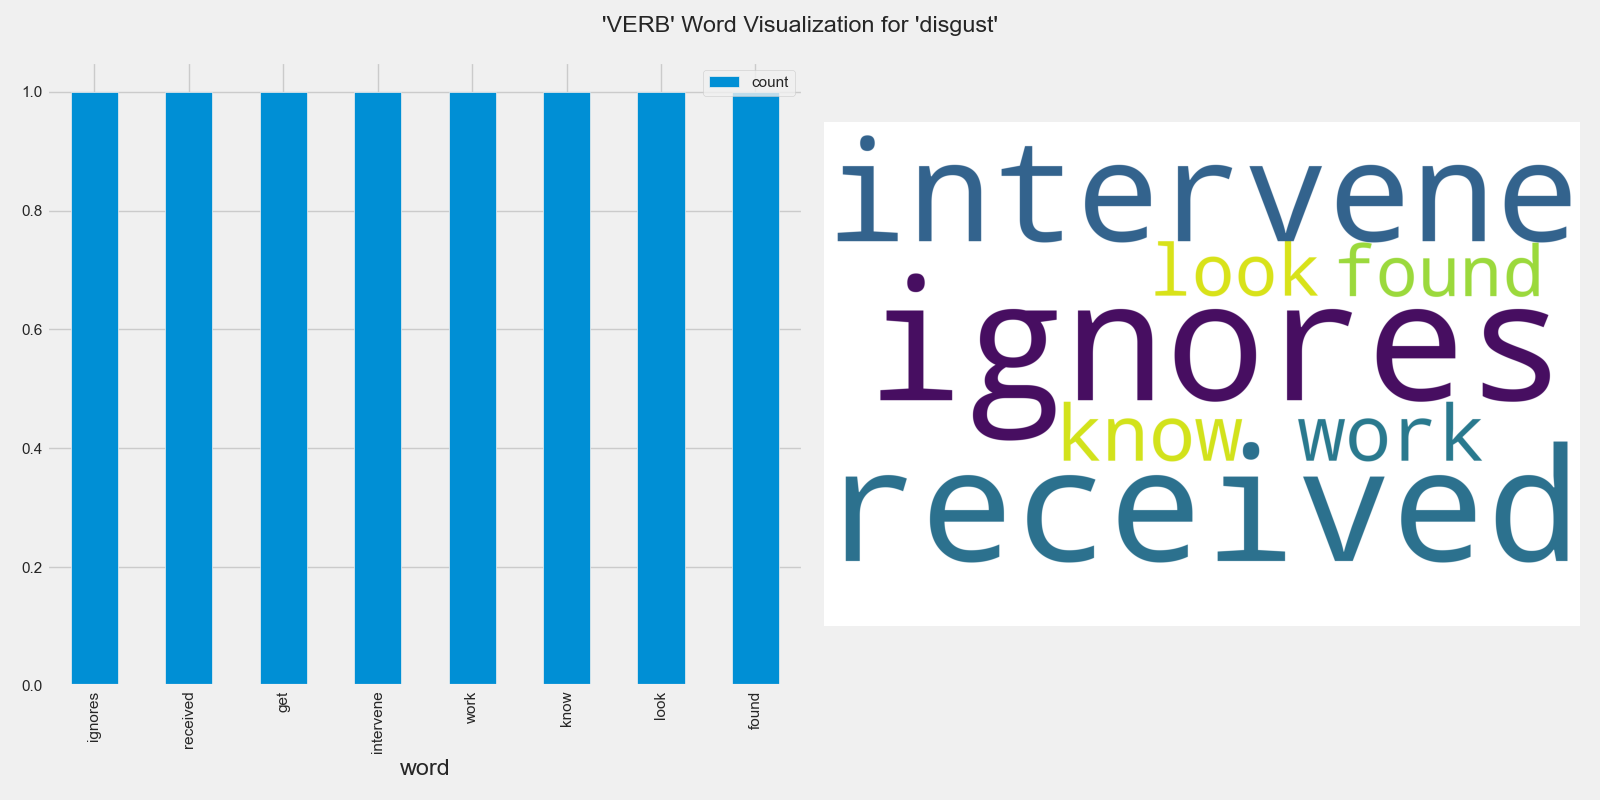 'VERB' Word Visualization for 'disgust'
count
1.0
0.8
0.6
0.4
0.2
0.0
ignores
received
get
intervene
work
know
look
found
word
intervene
look found
ignores
know work
received